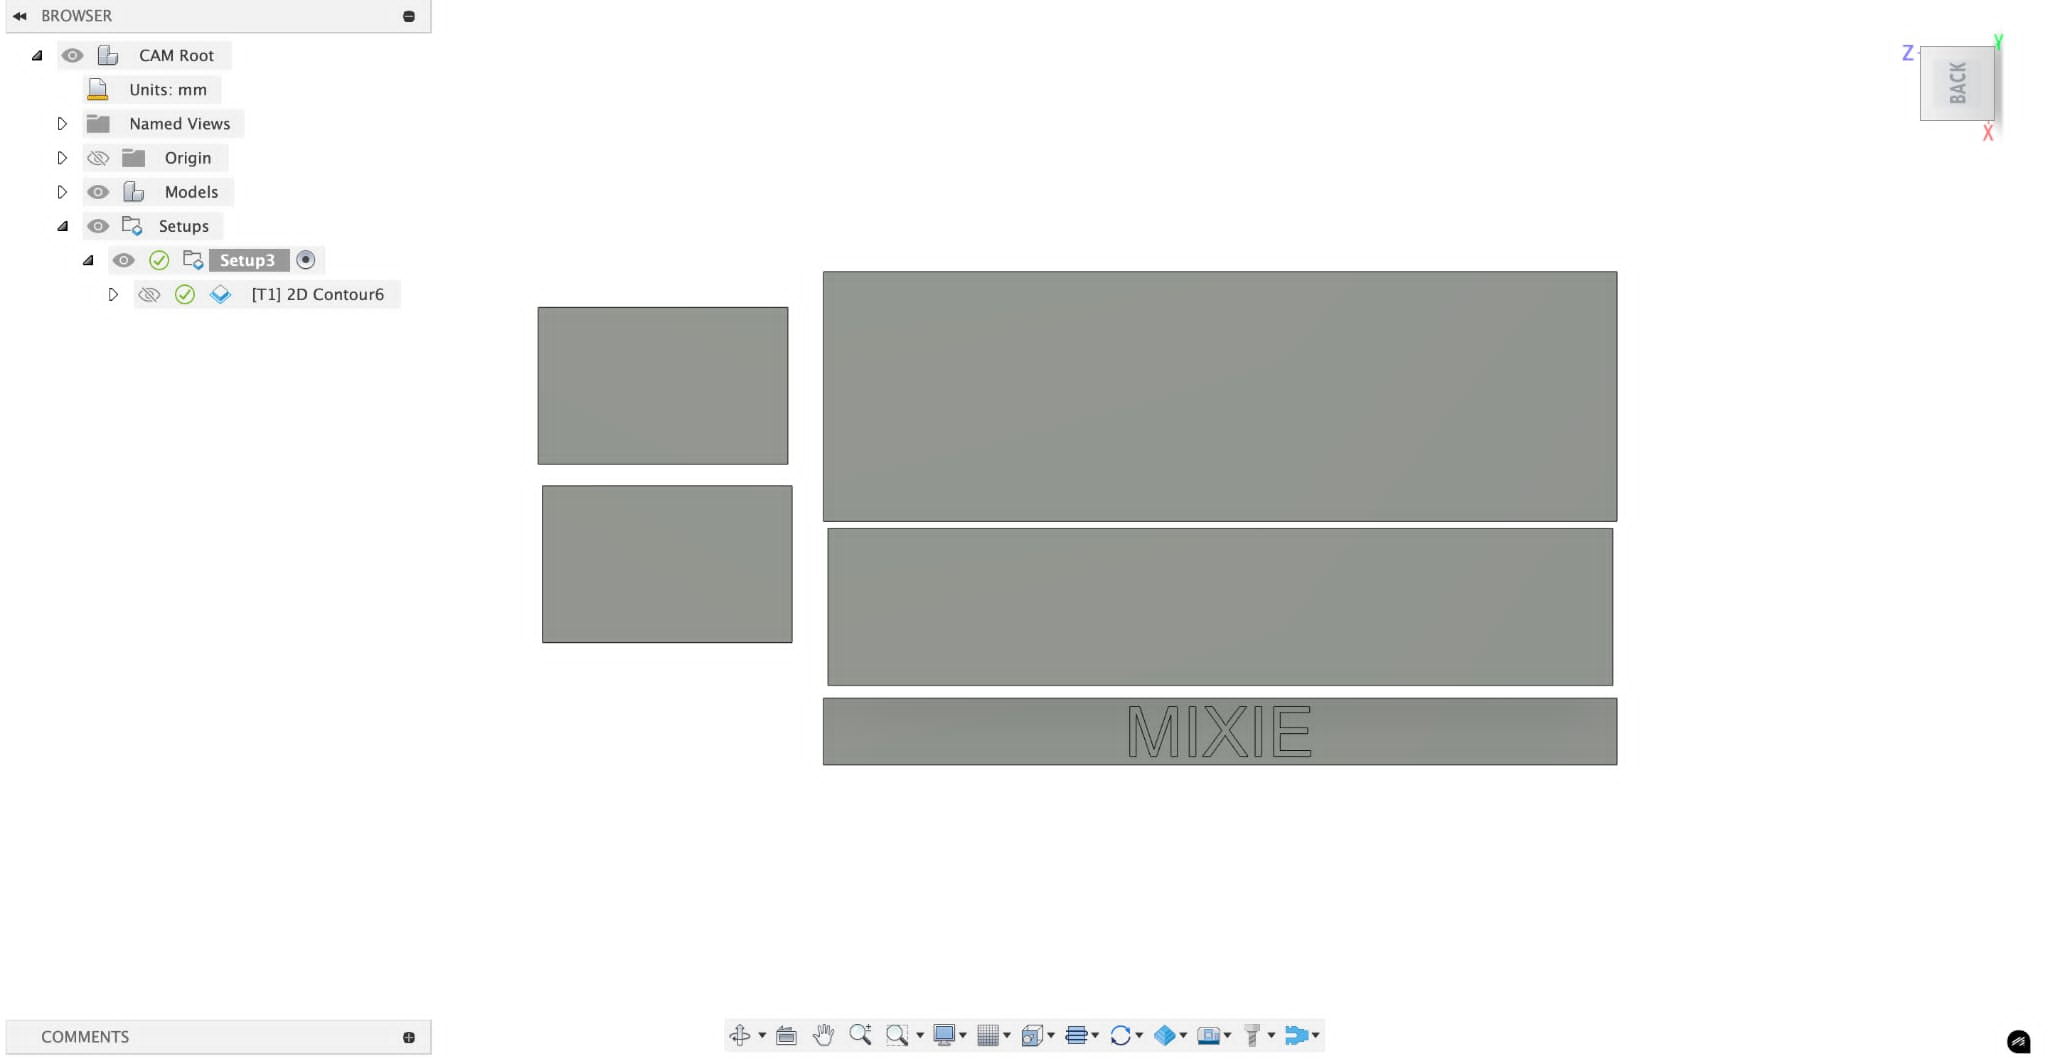 BROWSER
CAM Root
Units: mm
Named Views
Origin
Models
Setups
Setup3
[T1] 2D Contour6
Z
Y
BACK
X
MIXIE
COMMENTS